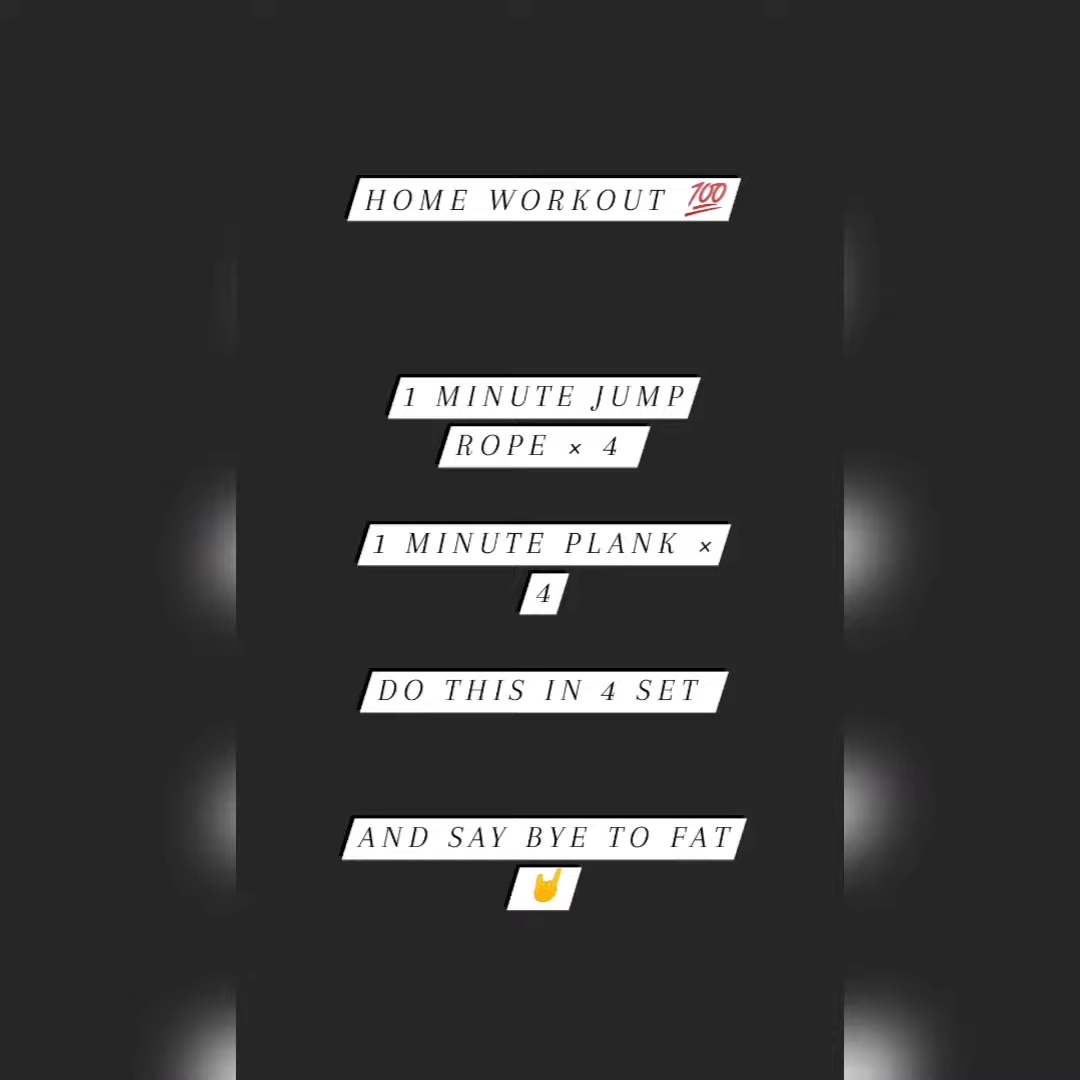 HOME WORKOUT 💯
1 MINUTE JUMP
ROPE × 4
1 MINUTE PLANK ×
4
DO THIS IN 4 SET
AND SAY BYE TO FAT
🤘